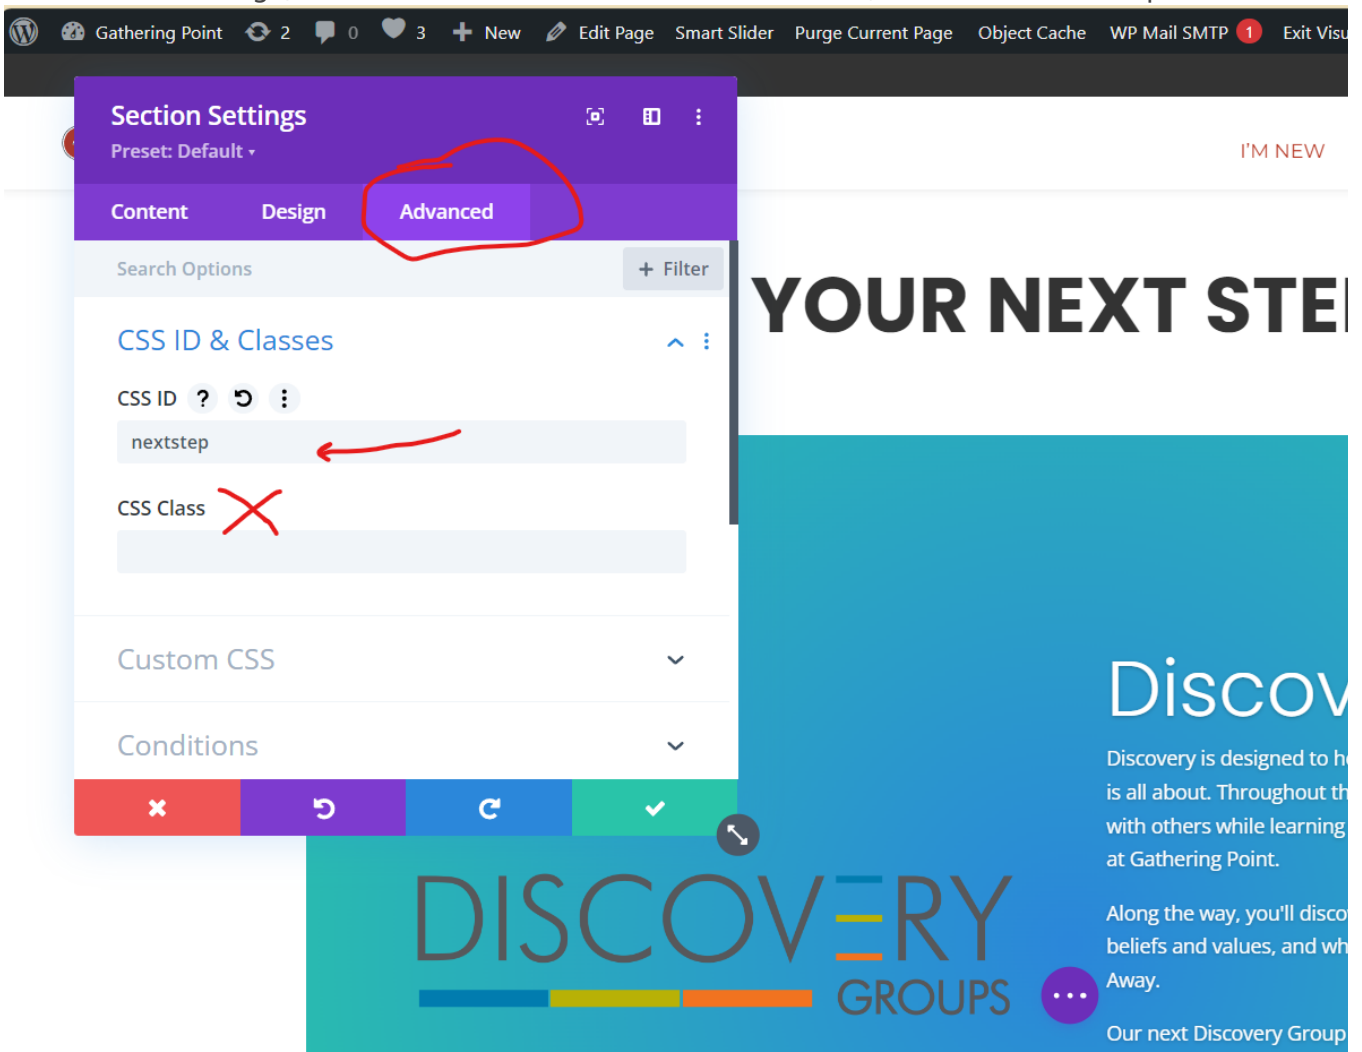 Gathering Point 2 0 3 New Edit Page Smart Slider Purge Current Page Object Cache WP Mail SMTP 1 Exit Visu
Section Settings
Preset: Default
I'M NEW
Content Design Advanced
Search Options + Filter
YOUR NEXT STE
CSS ID & Classes
CSS ID ?
nextstep
CSS Class
Custom CSS
Conditions
Discov
Discovery is designed to h
is all about. Throughout th
with others while learning
at Gathering Point.
Along the way, you'll disco
beliefs and values, and wh
Away.
Our next Discovery Group
DISCOVERY
GROUPS